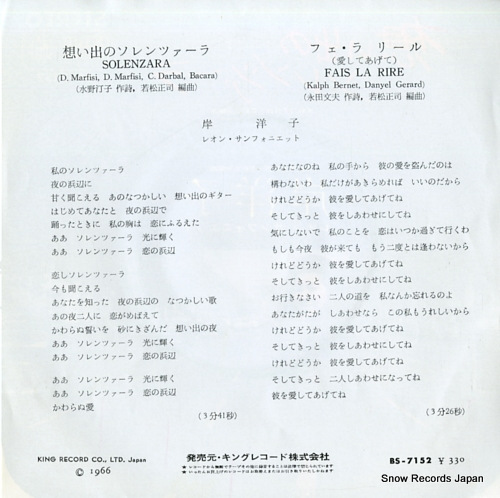 想い出のソレンツァーラ
SOLENZARA
(D. Marfisi, D. Marfisi, C. Darbal, Bacara)
(水野汀子 作詩, 若松正司 編曲)
フェ・ラ リール
(愛してあげて)
FAIS LA RIRE
(Kalph Bernet, Danyel Gerard)
(永田文夫 作詩, 若松正司 編曲)
岸 洋 子
レオン・サンフォニエット
私のソレンツァーラ
夜の浜辺に
甘く聞こえる あのなつかしい 想い出のギター
はじめてあなたと 夜の浜辺で
踊ったときに 私の胸は 恋にふるえた
ああ ソレンツァーラ 光に輝く
ああ ソレンツァーラ 恋の浜辺
恋しソレンツァーラ
今も聞こえる
あなたを知った 夜の浜辺の なつかしい歌
あの夜二人に 恋がめばえて
かわらぬ誓いを 砂にきざんだ 想い出の夜
ああ ソレンツァーラ 光に輝く
ああ ソレンツァーラ 恋の浜辺
ああ ソレンツァーラ 光に輝く
ああ ソレンツァーラ 恋の浜辺
かわらぬ愛
(3分41秒)
あなたなのね 私の手から 彼の愛を盗んだのは
構わないわ 私だけがあきらめれば いいのだから
けれどどうか 彼を愛してあげてね
そしてきっと 彼をしあわせにしてね
気にしないで 私のことを 恋はいつか過ぎて行くわ
もしも今夜 彼が来ても もう二度とは逢わないから
けれどどうか 彼を愛してあげてね
そしてきっと 彼をしあわせにしてね
お行きなさい 二人の道を 私なんか忘れるのよ
あなたがたが しあわせなら この私もうれしいから
けれどどうか 彼を愛してあげてね
そしてきっと 彼をしあわせにしてね
けれどどうか 彼を愛してあげてね
そしてきっと 二人しあわせになってね
彼を愛してあげてね
(3分26秒)
KING RECORD CO., LTD. Japan
© 1966
発売元・キングレコード株式会社
BS-7152 ¥330
Snow Records Japan